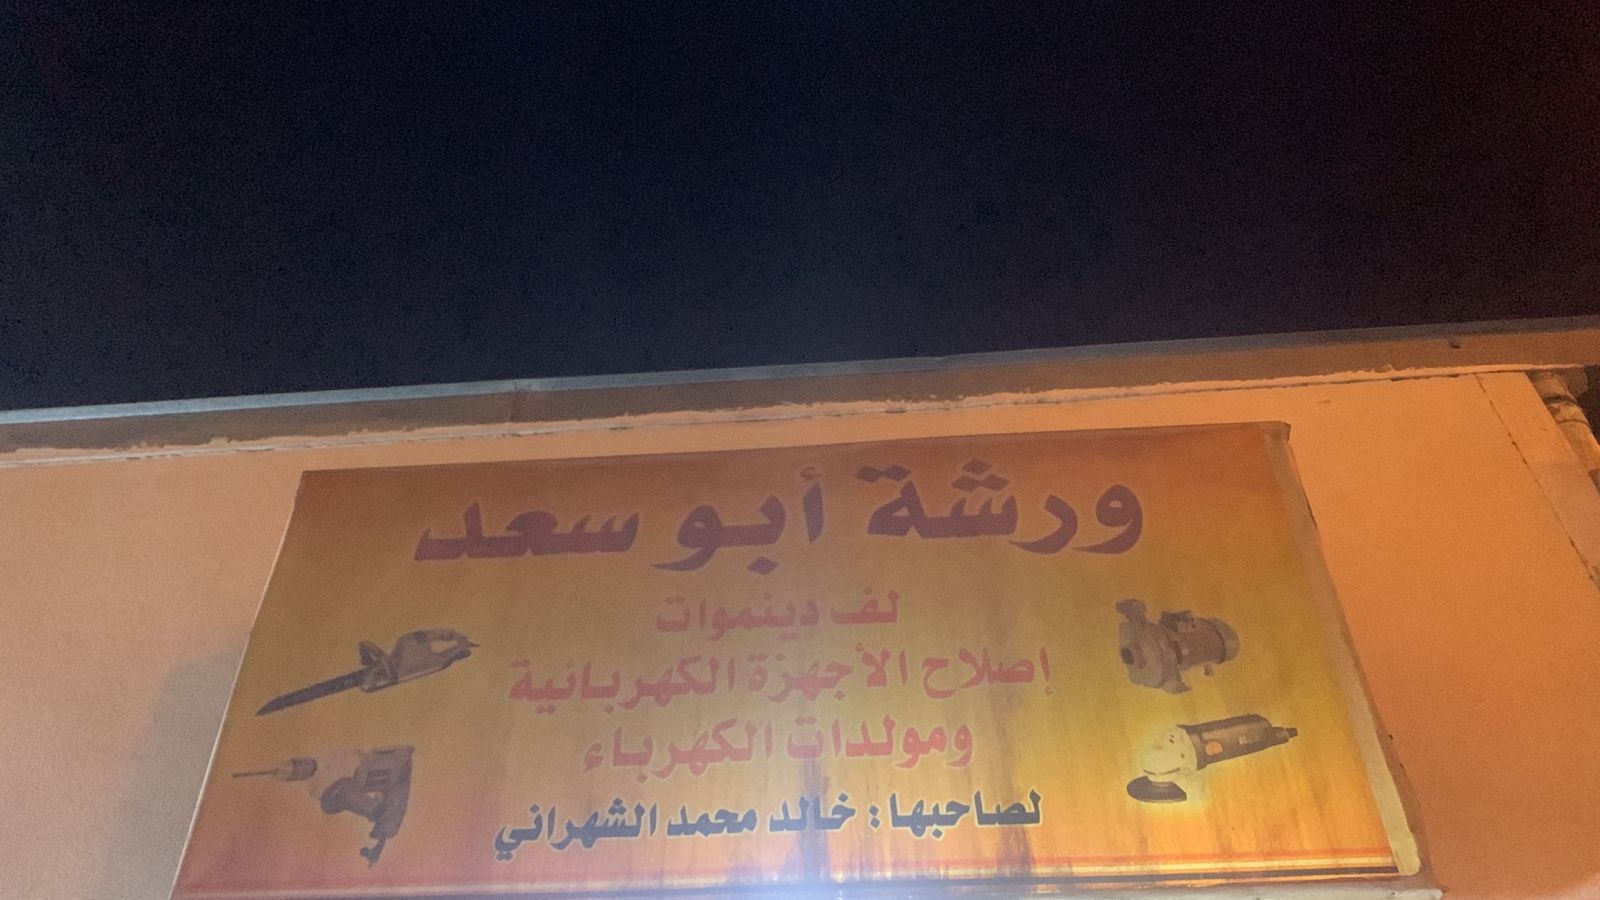 ورشة أبو سعد
لف دينموات
إصلاح الأجهزة الكهربائية
ومولدات الكهرباء
لصاحبها : خالد محمد الشهراني